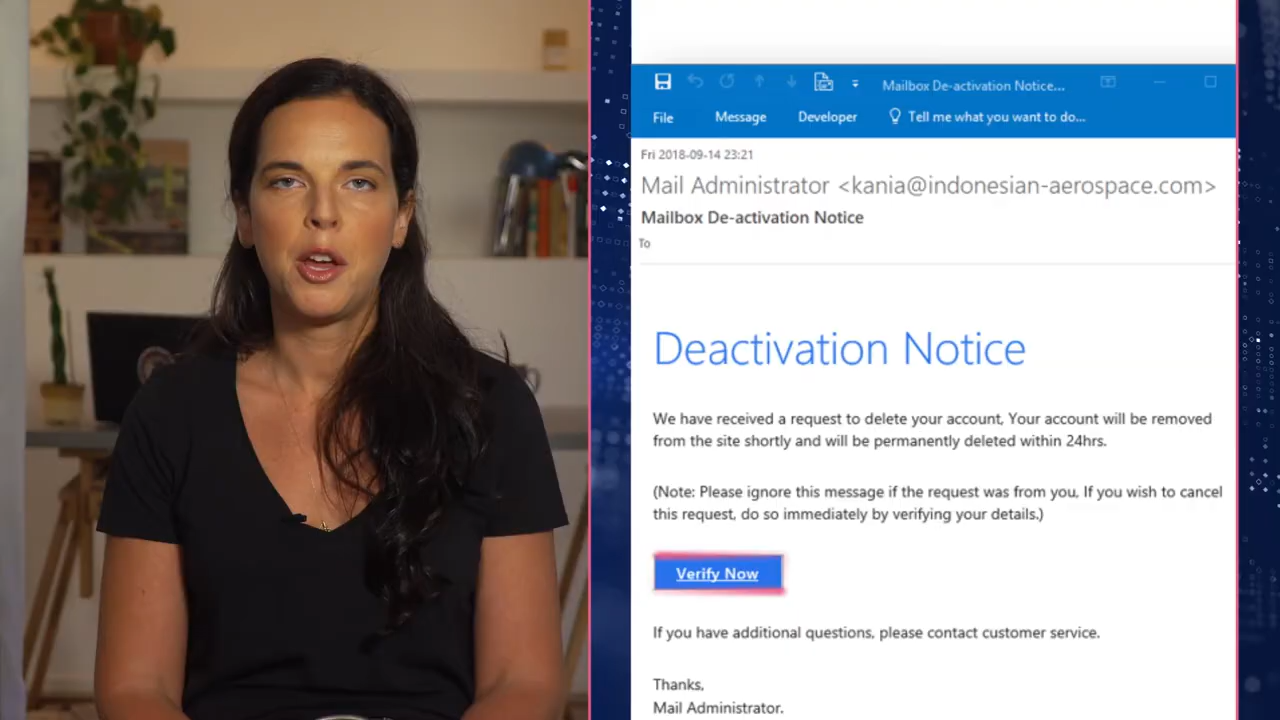 Mailbox De-activation Notice...
File Message Developer Tell me what you want to do...
Fri 2018-09-14 23:21
Mail Administrator <kania@indonesian-aerospace.com>
Mailbox De-activation Notice
To
Deactivation Notice
We have received a request to delete your account, Your account will be removed
from the site shortly and will be permanently deleted within 24hrs.
(Note: Please ignore this message if the request was from you, If you wish to cancel
this request, do so immediately by verifying your details.)
Verify Now
If you have additional questions, please contact customer service.
Thanks,
Mail Administrator.